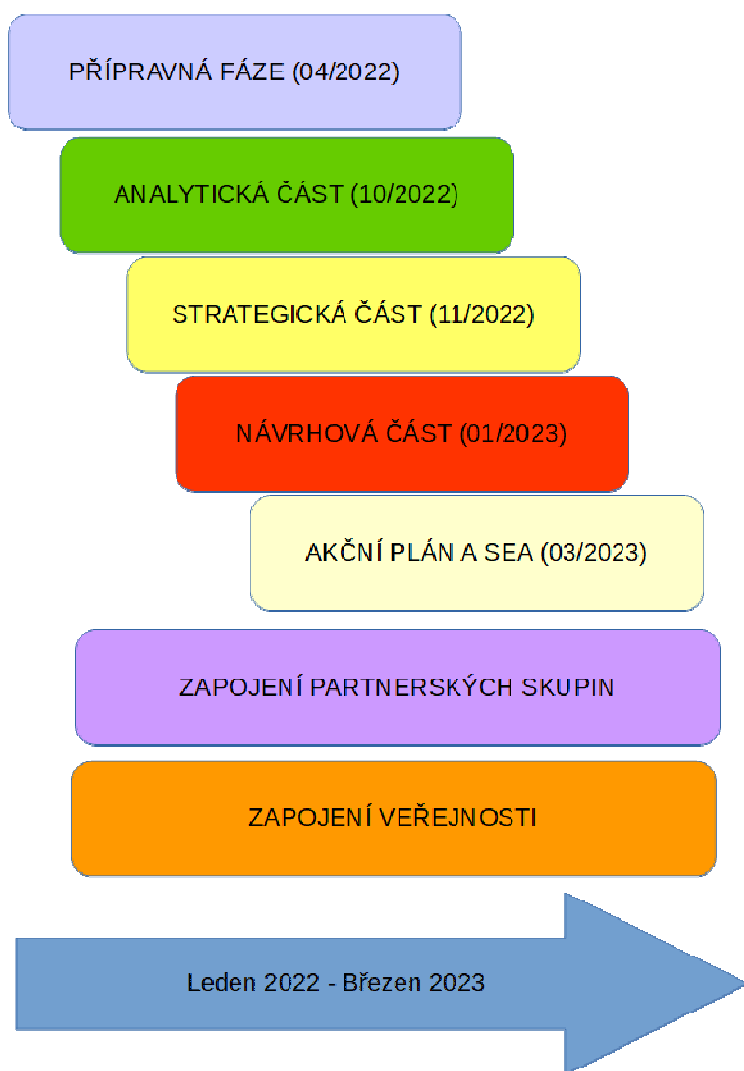 PŘÍPRAVNÁ FÁZE (04/2022)
ANALYTICKÁ ČÁST (10/2022)
STRATEGICKÁ ČÁST (11/2022)
NÁVRHOVÁ ČÁST (01/2023)
AKČNÍ PLÁN A SEA (03/2023)
ZAPOJENÍ PARTNERSKÝCH SKUPIN
ZAPOJENÍ VEŘEJNOSTI
Leden 2022 - Březen 2023